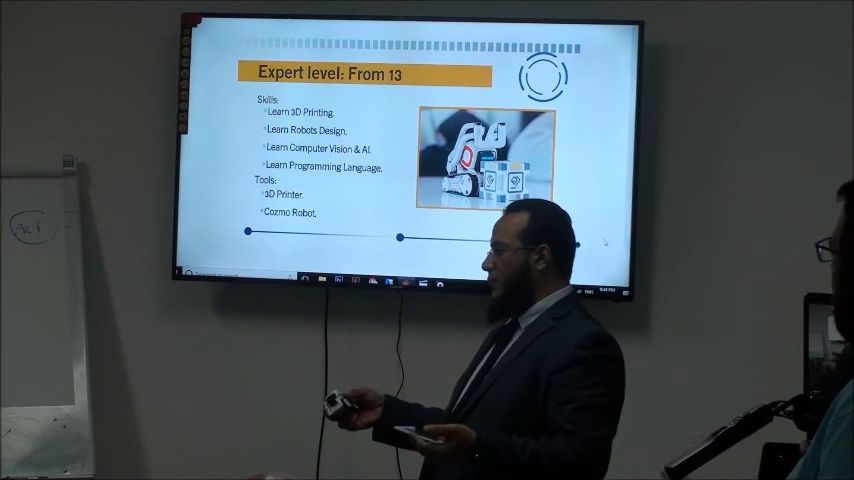 Expert level: From 13
Skills:
Learn 3D Printing.
Learn Robots Design.
Learn Computer Vision & AI.
Learn Programming Language.
Tools:
3D Printer.
Cozmo Robot.
Act